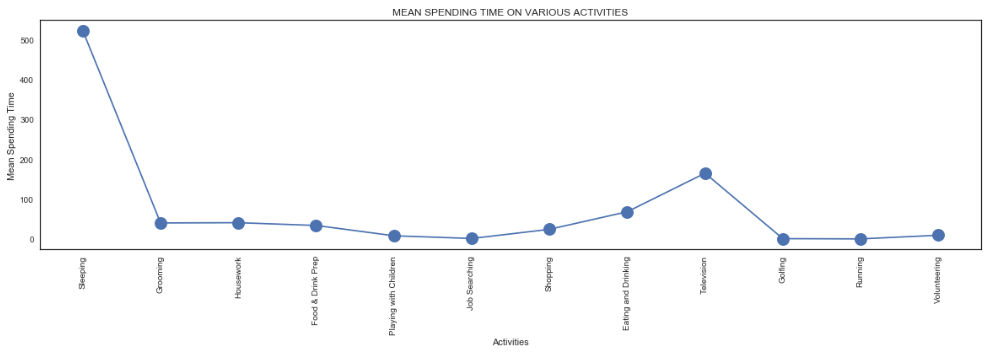 MEAN SPENDING TIME ON VARIOUS ACTIVITIES
Mean Spending Time
500
400
300
200
100
0
Sleeping
Grooming
Housework
Food & Drink Prep
Playing with Children
Job Searching
Shopping
Eating and Drinking
Television
Golfing
Running
Volunteering
Activities